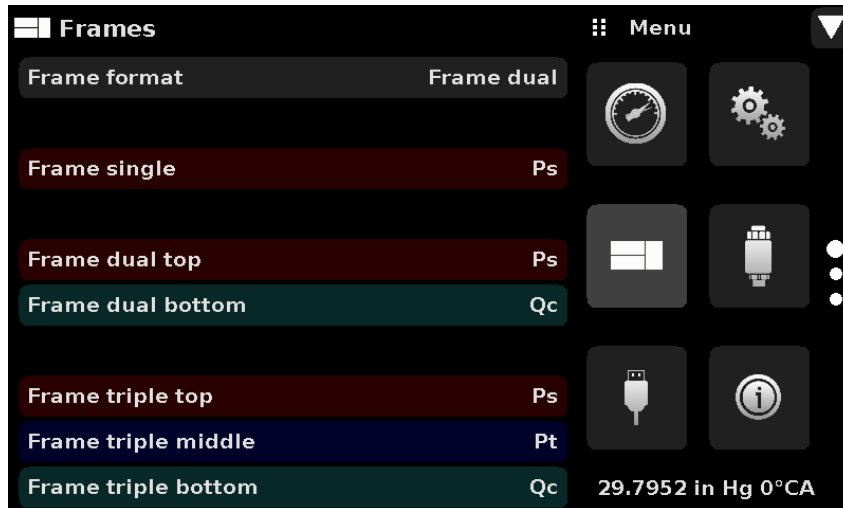 Frames
Frame format Frame dual
Frame single Ps
Frame dual top Ps
Frame dual bottom Qc
Frame triple top Ps
Frame triple middle Pt
Frame triple bottom Qc
Menu
29.7952 in Hg 0°CA